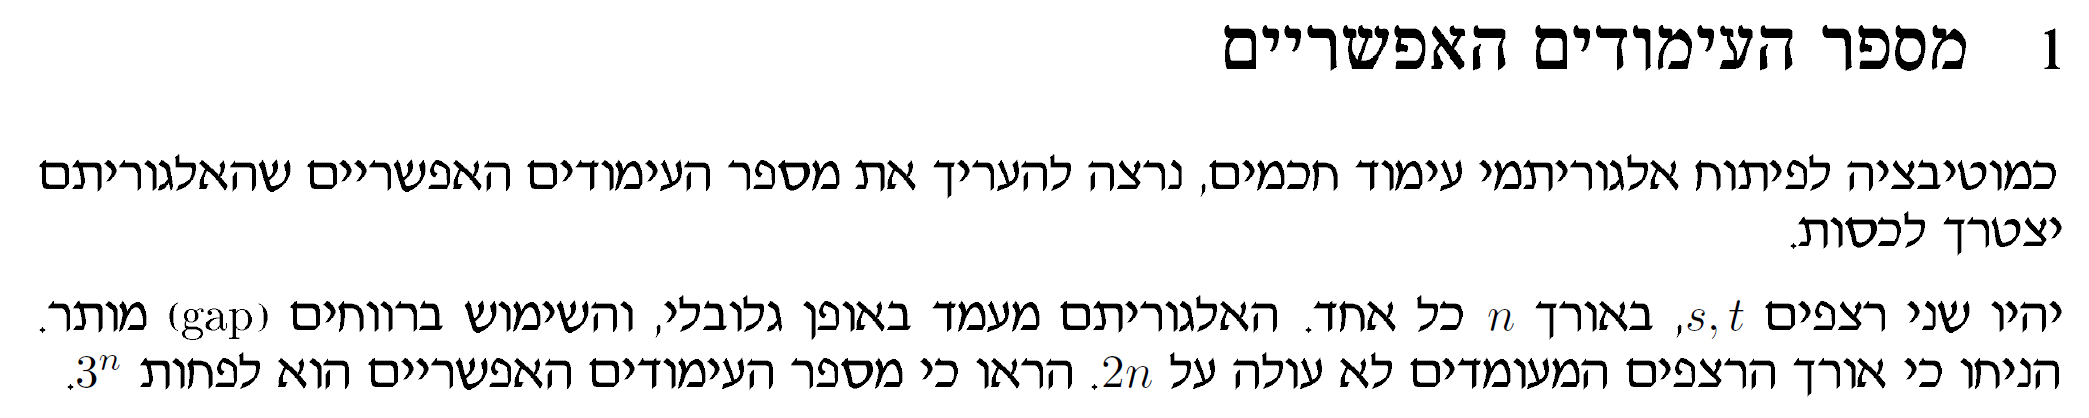 1 מספר העימודים האפשריים
כמוטיבציה לפיתוח אלגוריתמי עימוד חכמים, נרצה להעריך את מספר העימודים האפשריים שהאלגוריתם
יצטרך לכסות.
יהיו שני רצפים s, t, באורך n כל אחד. האלגוריתם מעמד באופן גלובלי, והשימוש ברווחים (gap) מותר.
הניחו כי אורך הרצפים המעומדים לא עולה על 2n. הראו כי מספר העימודים האפשריים הוא לפחות 3ⁿ.